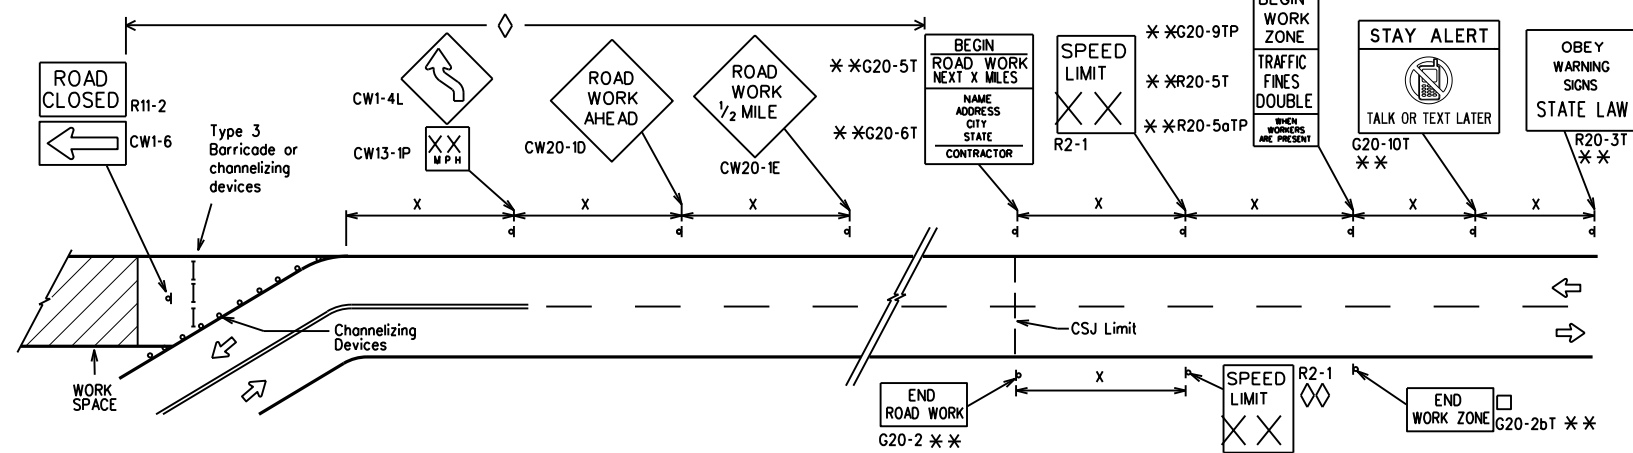 ROAD
CLOSED
R11-2
CW1-6
Type 3
Barricade or
channelizing
devices
CW1-4L
XX
MPH
CW13-1P
ROAD
WORK
AHEAD
CW20-1D
ROAD
WORK
1/2 MILE
CW20-1E
* *G20-5T
* *G20-6T
BEGIN
ROAD WORK
NEXT X MILES
NAME
ADDRESS
CITY
STATE
CONTRACTOR
SPEED
LIMIT
X X
R2-1
* *G20-9TP
* *R20-5T
* *R20-5aTP
BEGIN
WORK
ZONE
TRAFFIC
FINES
DOUBLE
WHEN
WORKERS
ARE PRESENT
STAY ALERT
TALK OR TEXT LATER
G20-10T
* *
OBEY
WARNING
SIGNS
STATE LAW
R20-3T
* *
X
X
X
X
X
X
X
Channelizing
Devices
WORK
SPACE
CSJ Limit
END
ROAD WORK
G20-2 * *
X
SPEED
LIMIT
X X
R2-1
END
WORK ZONE
G20-2bT * *